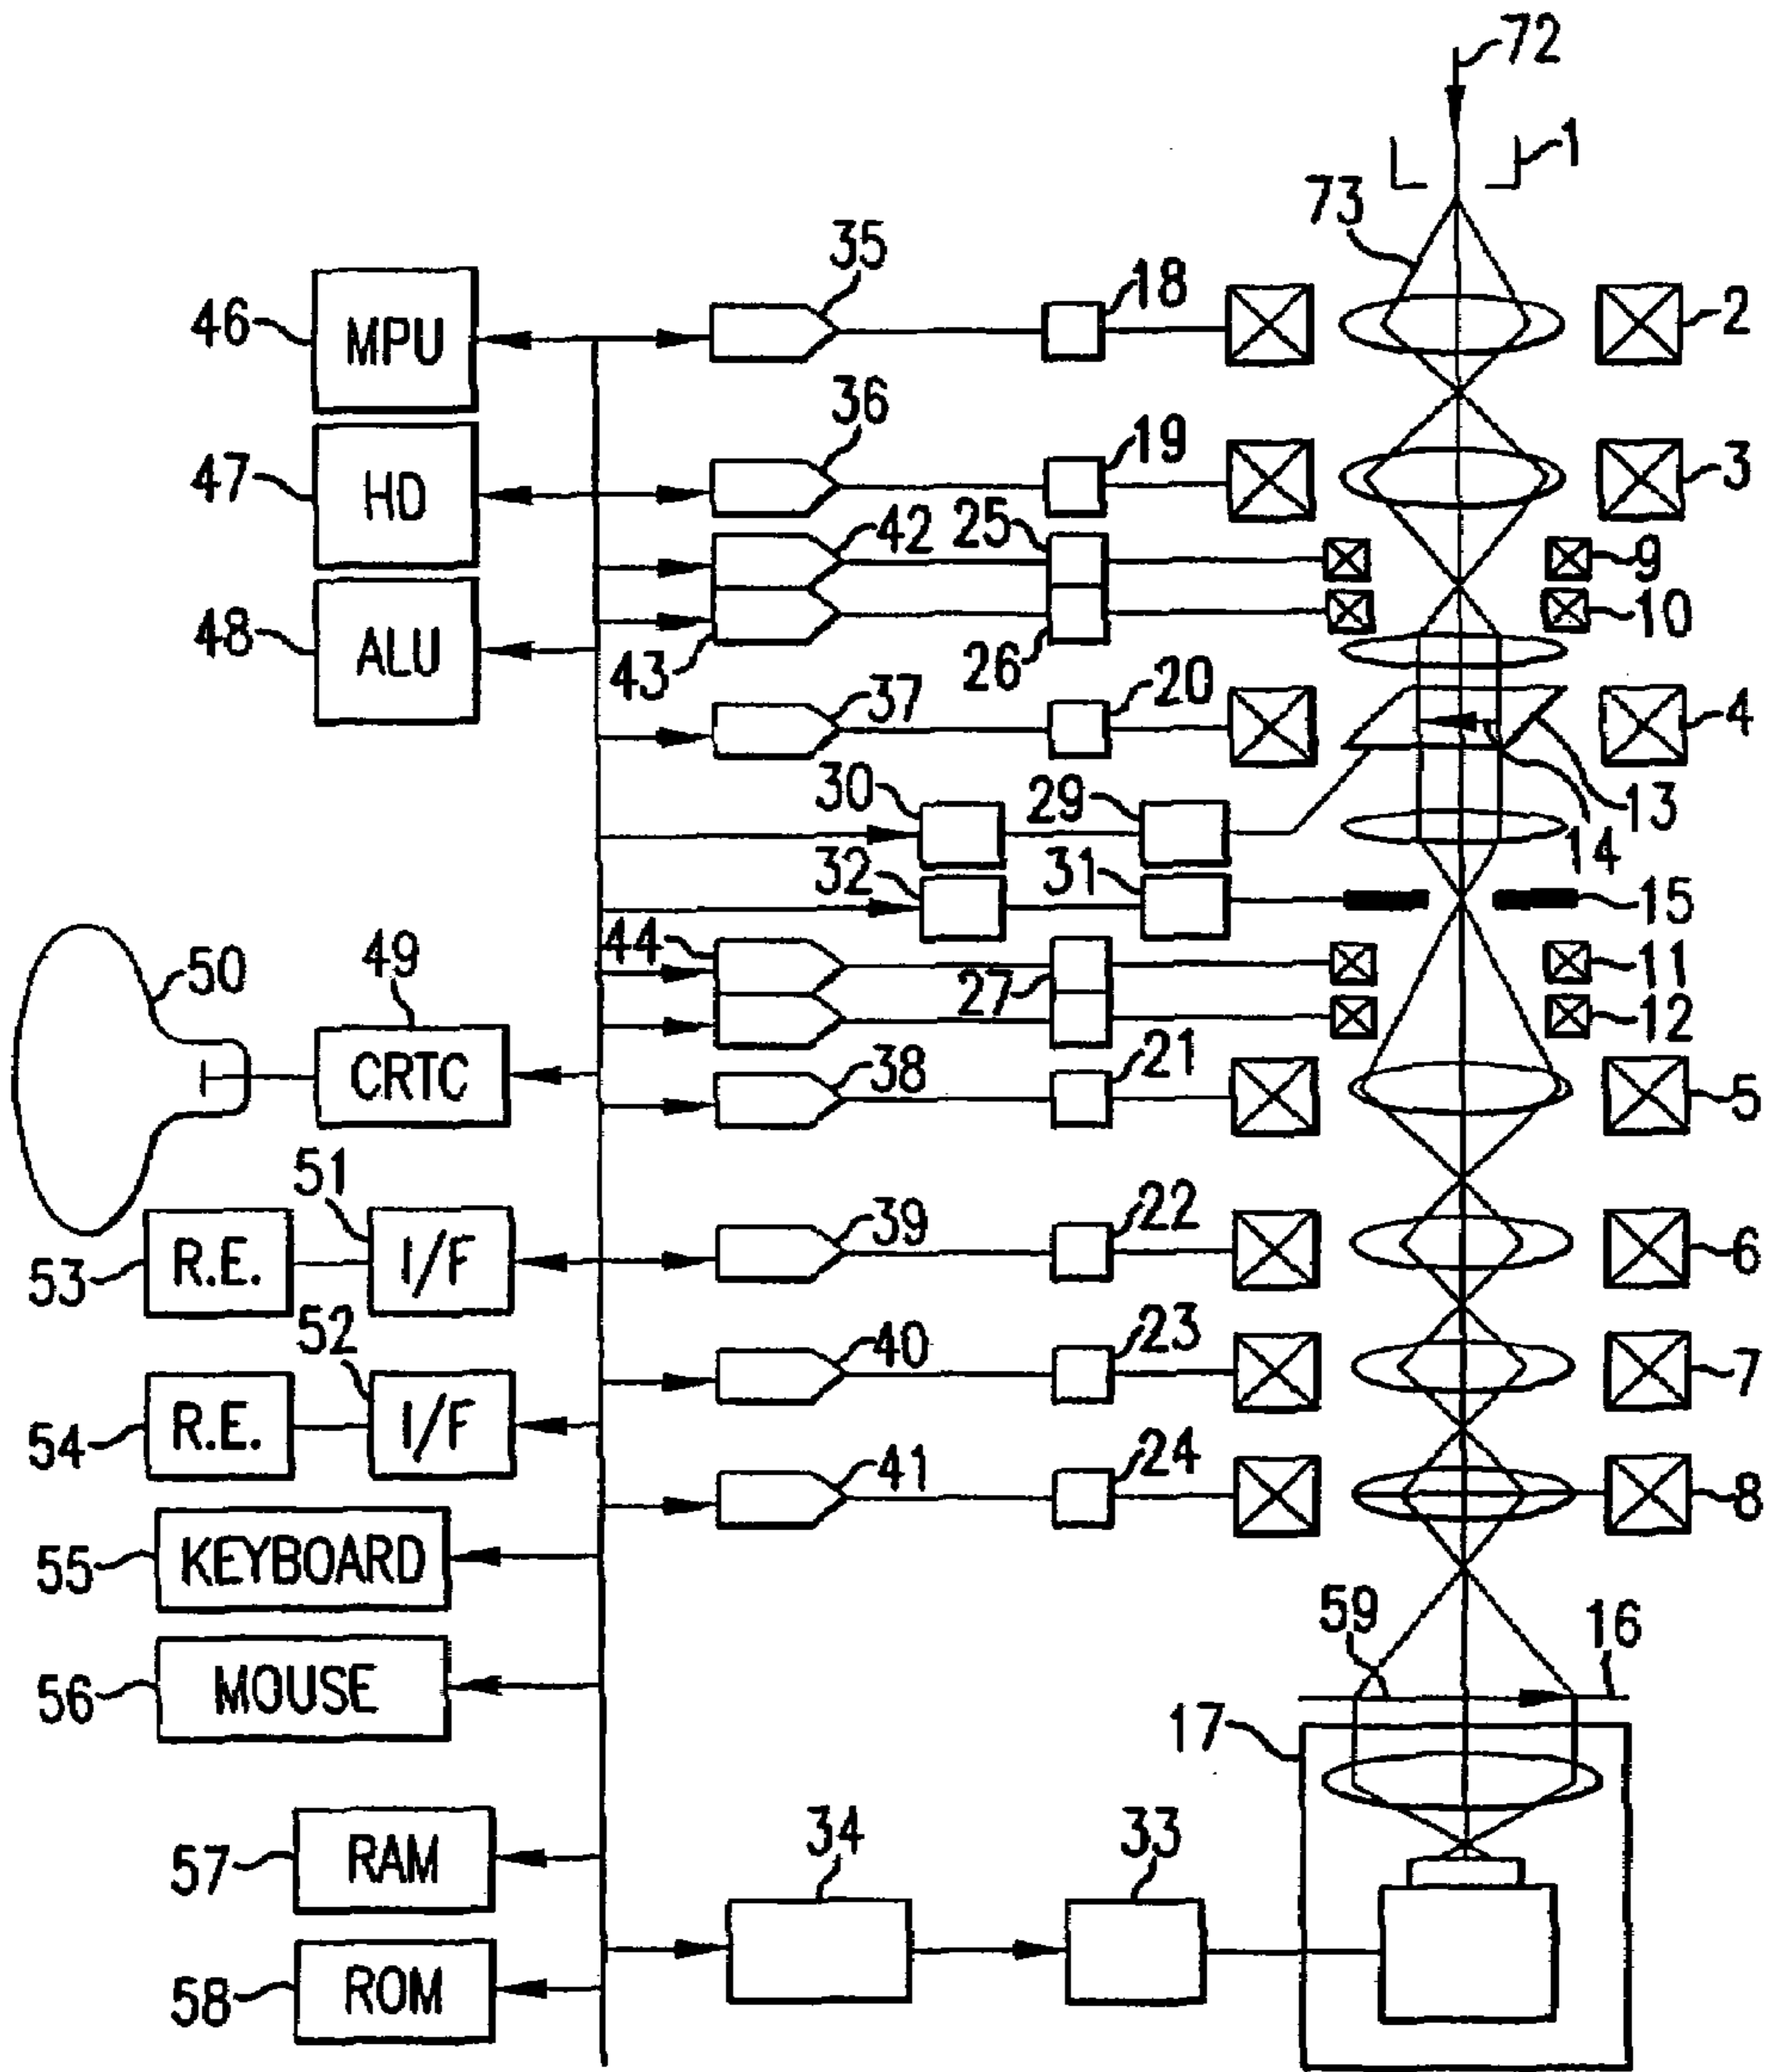 72
1
73
35
18
46 MPU 2
36
19
47 HD 3
42 25 9
48 ALU 10
43 26
37 20 4
30 29 13
14
32 31 15
44 11
50 49 27 12
CRTC 38 21 5
51 39 22
53 R.E. I/F 6
52 40 23 7
54 R.E. I/F
41 24 8
55 KEYBOARD
59 16
56 MOUSE
17
57 RAM 34 33
58 ROM